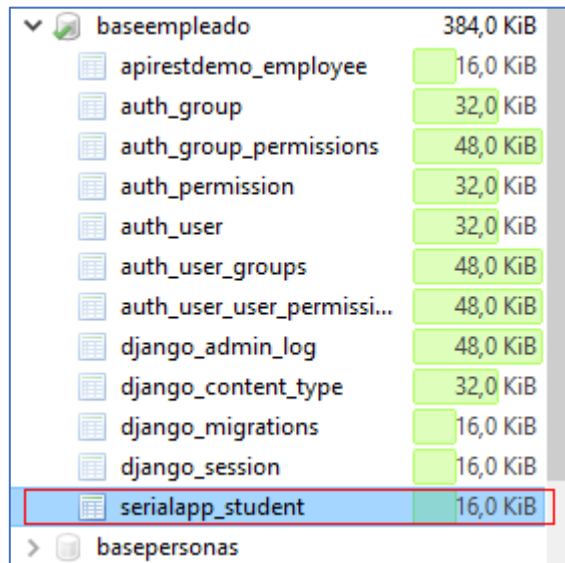 baseempleado 384,0 KiB
apirestdemo_employee 16,0 KiB
auth_group 32,0 KiB
auth_group_permissions 48,0 KiB
auth_permission 32,0 KiB
auth_user 32,0 KiB
auth_user_groups 48,0 KiB
auth_user_user_permissi... 48,0 KiB
django_admin_log 48,0 KiB
django_content_type 32,0 KiB
django_migrations 16,0 KiB
django_session 16,0 KiB
serialapp_student 16,0 KiB
basepersonas